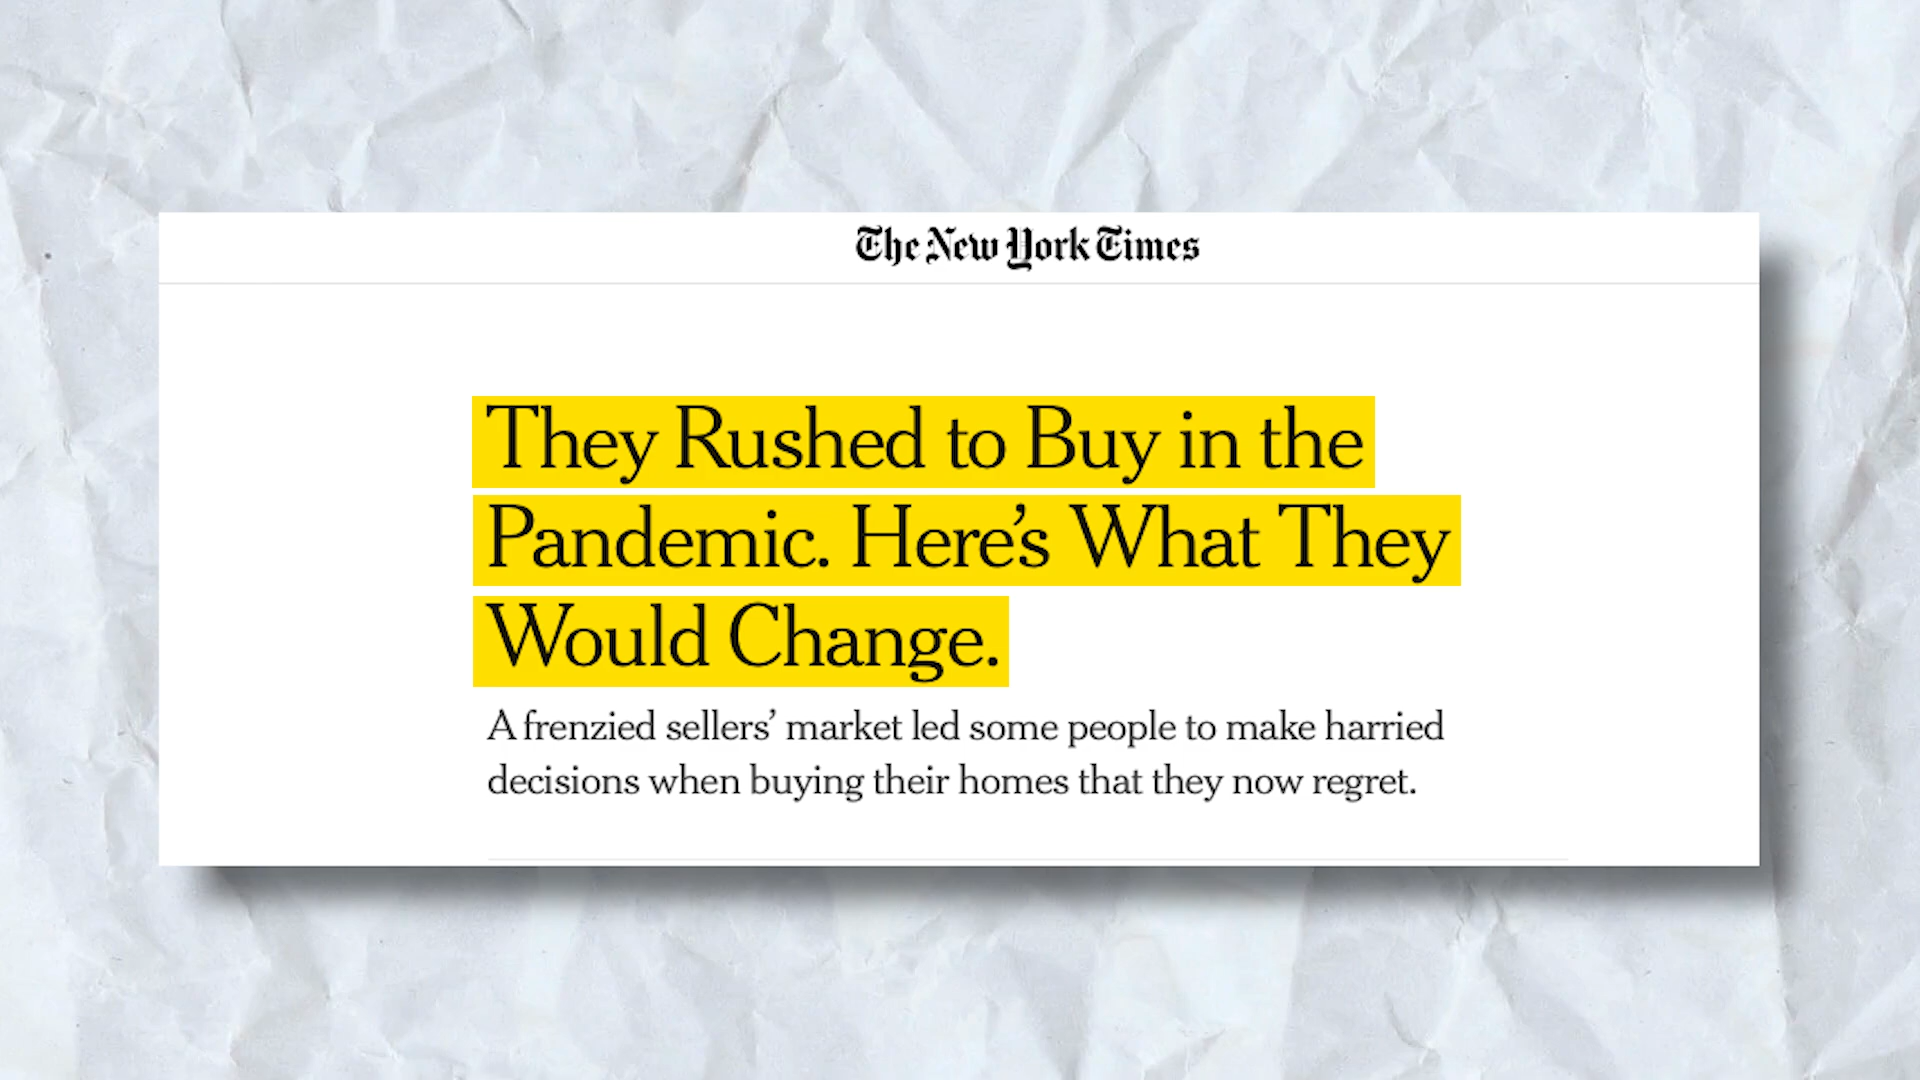 The New York Times
They Rushed to Buy in the
Pandemic. Here’s What They
Would Change.
A frenzied sellers’ market led some people to make harried
decisions when buying their homes that they now regret.